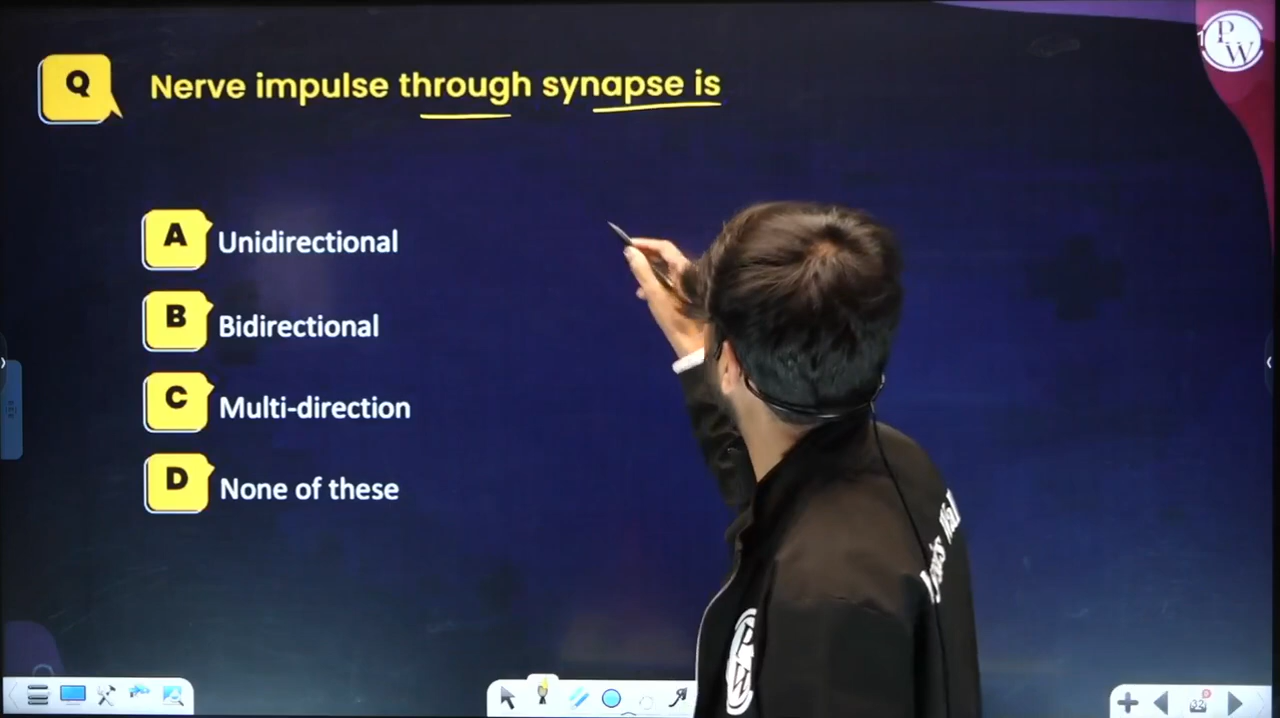 Q
Nerve impulse through synapse is
PW
A
Unidirectional
B
Bidirectional
C
Multi-direction
D
None of these